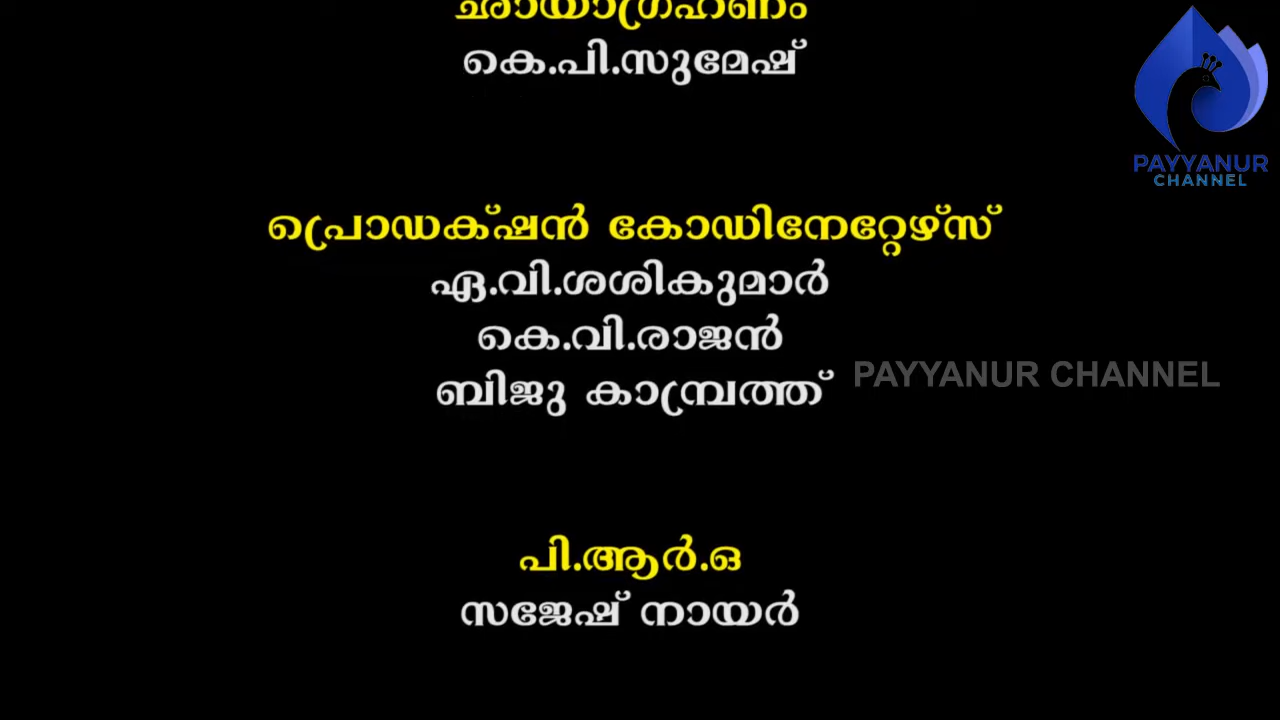 ഛായാഗ്രഹണം
കെ.പി.സുമേഷ്
PAYYANUR
CHANNEL
പ്രൊഡക്ഷൻ കോഡിനേറ്റേഴ്സ്
ഏ.വി.ശശികുമാർ
കെ.വി.രാജൻ
ബിജു കാമ്പ്രത്ത്
PAYYANUR CHANNEL
പി.ആർ.ഒ
സജേഷ് നായർ